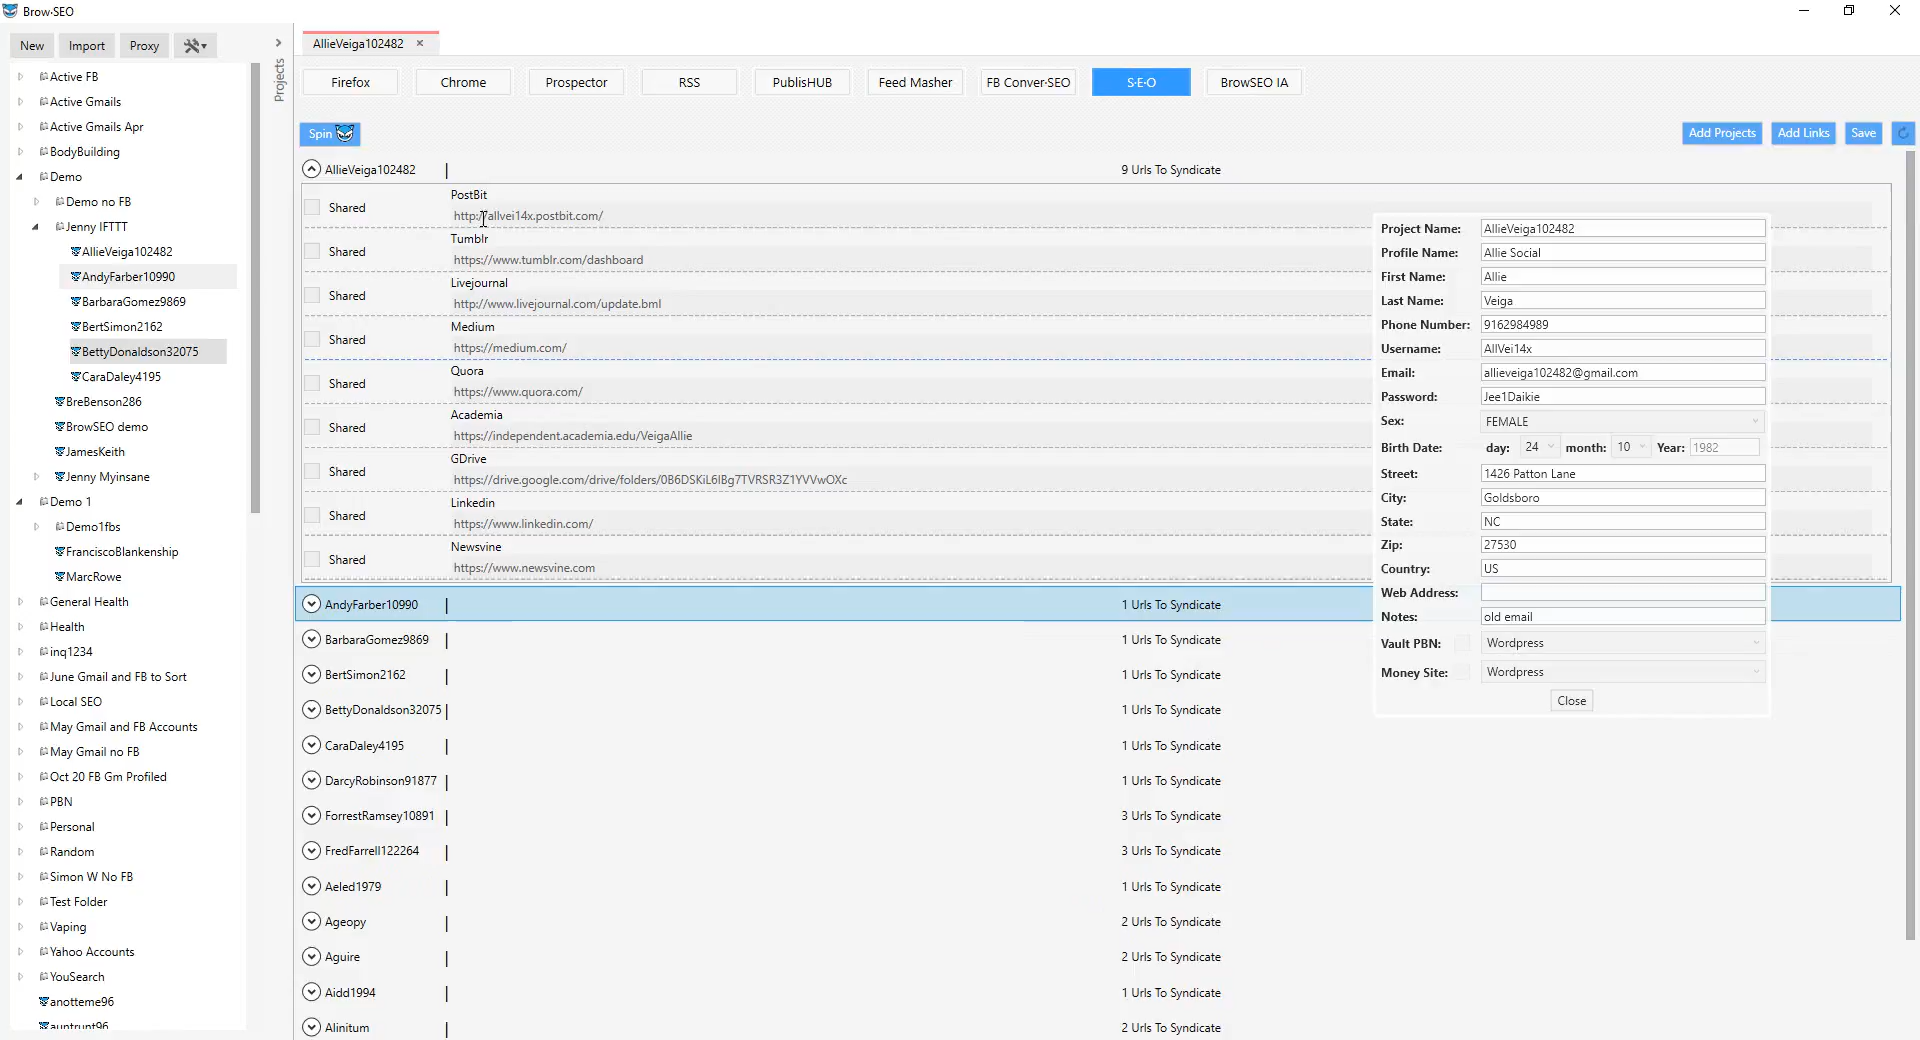 Brow·SEO
New Import Proxy
Active FB
Active Gmails
Active Gmails Apr
BodyBuilding
Demo
Demo no FB
Jenny IFTTT
AllieVeiga102482
AndyFarber10990
BarbaraGomez9869
BertSimon2162
BettyDonaldson32075
CaraDaley4195
BreBenson286
BrowSEO demo
JamesKeith
Jenny Myinsane
Demo 1
Demo1fbs
FranciscoBlankenship
MarcRowe
General Health
Health
inq1234
June Gmail and FB to Sort
Local SEO
May Gmail and FB Accounts
May Gmail no FB
Oct 20 FB Gm Profiled
PBN
Personal
Random
Simon W No FB
Test Folder
Vaping
Yahoo Accounts
YouSearch
anotteme96
auntrunt96
Projects
AllieVeiga102482 ×
Firefox Chrome Prospector RSS PublisHUB Feed Masher FB Conver·SEO S·E·O BrowSEO IA
Spin Add Projects Add Links Save
AllieVeiga102482 | 9 Urls To Syndicate
PostBit
Shared http://allvei14x.postbit.com/
Tumblr
Shared https://www.tumblr.com/dashboard
Livejournal
Shared http://www.livejournal.com/update.bml
Medium
Shared https://medium.com/
Quora
Shared https://www.quora.com/
Academia
Shared https://independent.academia.edu/VeigaAllie
GDrive
Shared https://drive.google.com/drive/folders/0B6DSKiL6IBg7TVRSR3Z1YVVwOXc
Linkedin
Shared https://www.linkedin.com/
Newsvine
Shared https://www.newsvine.com
AndyFarber10990 | 1 Urls To Syndicate
BarbaraGomez9869 | 1 Urls To Syndicate
BertSimon2162 | 1 Urls To Syndicate
BettyDonaldson32075 | 1 Urls To Syndicate
CaraDaley4195 | 1 Urls To Syndicate
DarcyRobinson91877 | 1 Urls To Syndicate
ForrestRamsey10891 | 3 Urls To Syndicate
FredFarrell122264 | 3 Urls To Syndicate
Aeled1979 | 1 Urls To Syndicate
Ageopy | 2 Urls To Syndicate
Aguire | 2 Urls To Syndicate
Aidd1994 | 1 Urls To Syndicate
Alinitum | 2 Urls To Syndicate
Project Name: AllieVeiga102482
Profile Name: Allie Social
First Name: Allie
Last Name: Veiga
Phone Number: 9162984989
Username: AllVei14x
Email: allieveiga102482@gmail.com
Password: Jee1Daikie
Sex: FEMALE
Birth Date: day: 24 month: 10 Year: 1982
Street: 1426 Patton Lane
City: Goldsboro
State: NC
Zip: 27530
Country: US
Web Address:
Notes: old email
Vault PBN: Wordpress
Money Site: Wordpress
Close